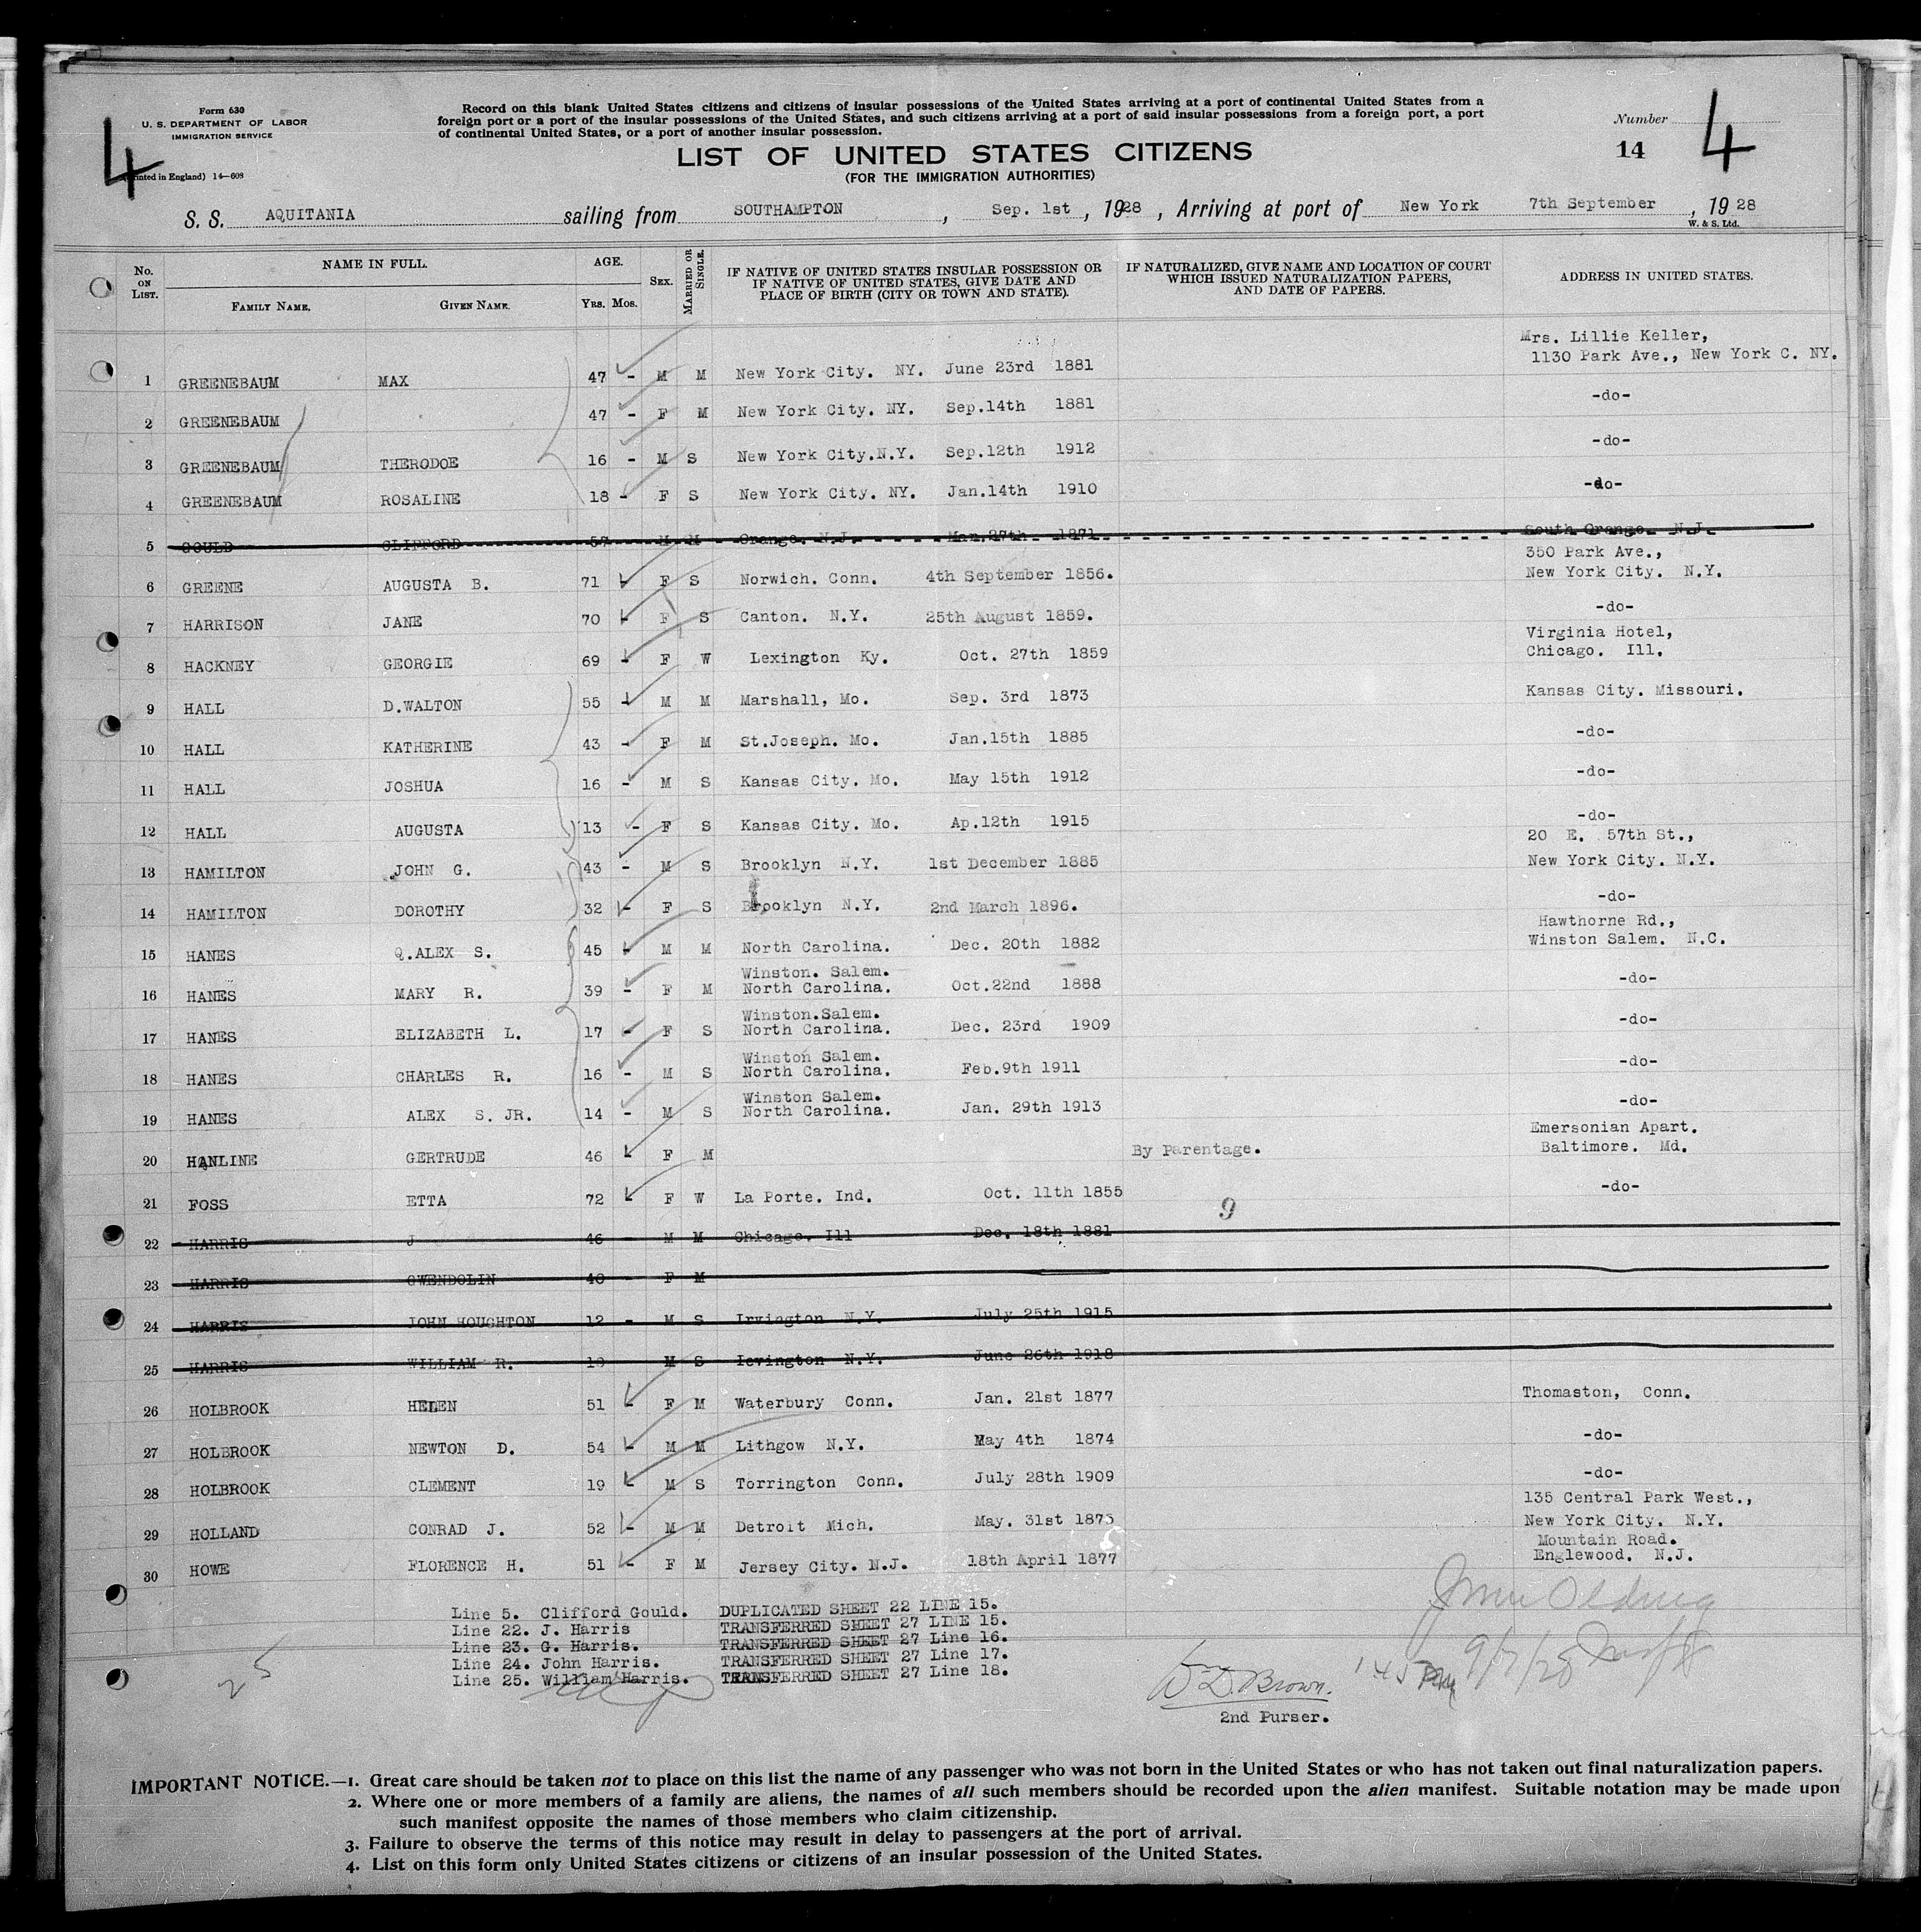 Form 630
U. S. DEPARTMENT OF LABOR
IMMIGRATION SERVICE
4
(Printed in England) 14—608
Record on this blank United States citizens and citizens of insular possessions of the United States arriving at a port of continental United States from a
foreign port or a port of the insular possessions of the United States, and such citizens arriving at a port of said insular possessions from a foreign port, a port
of continental United States, or a port of another insular possession.
LIST OF UNITED STATES CITIZENS
(FOR THE IMMIGRATION AUTHORITIES)
Number
14 4
S. S. AQUITANIA sailing from SOUTHAMPTON , Sep. 1st , 1928 , Arriving at port of New York 7th September , 1928
W. & S. Ltd.
No. ON LIST. NAME IN FULL. FAMILY NAME. GIVEN NAME. AGE. YRS. MOS. SEX. MARRIED OR SINGLE. IF NATIVE OF UNITED STATES INSULAR POSSESSION OR IF NATIVE OF UNITED STATES, GIVE DATE AND PLACE OF BIRTH (CITY OR TOWN AND STATE). IF NATURALIZED, GIVE NAME AND LOCATION OF COURT WHICH ISSUED NATURALIZATION PAPERS, AND DATE OF PAPERS. ADDRESS IN UNITED STATES.
Mrs. Lillie Keller,
1 GREENEBAUM MAX 47 - M M New York City. NY. June 23rd 1881 1130 Park Ave., New York C. NY.
2 GREENEBAUM 47 - F M New York City. NY. Sep.14th 1881 -do-
3 GREENEBAUM THERODOE 16 - M S New York City.N.Y. Sep.12th 1912 -do-
4 GREENEBAUM ROSALINE 18 - F S New York City. NY. Jan.14th 1910 -do-
5 GOULD CLIFFORD 57 M M Orange. N.J. Mar.27th 1871 South Orange. N.J.
350 Park Ave.,
6 GREENE AUGUSTA B. 71 - F S Norwich. Conn. 4th September 1856. New York City. N.Y.
7 HARRISON JANE 70 - F S Canton. N.Y. 25th August 1859. -do-
Virginia Hotel,
8 HACKNEY GEORGIE 69 - F W Lexington Ky. Oct. 27th 1859 Chicago. Ill.
9 HALL D.WALTON 55 - M M Marshall, Mo. Sep. 3rd 1873 Kansas City. Missouri.
10 HALL KATHERINE 43 - F M St.Joseph. Mo. Jan.15th 1885 -do-
11 HALL JOSHUA 16 - M S Kansas City. Mo. May 15th 1912 -do-
12 HALL AUGUSTA 13 - F S Kansas City. Mo. Ap.12th 1915 -do-
20 E. 57th St.,
13 HAMILTON JOHN G. 43 - M S Brooklyn N.Y. 1st December 1885 New York City. N.Y.
14 HAMILTON DOROTHY 32 - F S Brooklyn N.Y. 2nd March 1896. -do-
Hawthorne Rd.,
15 HANES Q.ALEX S. 45 - M M North Carolina. Dec. 20th 1882 Winston Salem. N.C.
Winston. Salem.
16 HANES MARY R. 39 - F M North Carolina. Oct.22nd 1888 -do-
Winston.Salem.
17 HANES ELIZABETH L. 17 - F S North Carolina. Dec. 23rd 1909 -do-
Winston Salem.
18 HANES CHARLES R. 16 - M S North Carolina. Feb.9th 1911 -do-
Winston Salem.
19 HANES ALEX S. JR. 14 - M S North Carolina. Jan. 29th 1913 -do-
Emersonian Apart.
20 HANLINE GERTRUDE 46 - F M By Parentage. Baltimore. Md.
21 FOSS ETTA 72 - F W La Porte. Ind. Oct. 11th 1855 -do-
9
22 HARRIS J 46 - M M Chicago. Ill Dec. 18th 1881
23 HARRIS GWENDOLIN 40 - F M
24 HARRIS JOHN HOUGHTON 12 - M S Irvington N.Y. July 25th 1915
25 HARRIS WILLIAM R. 10 M S Icvington N.Y. June 26th 1918
26 HOLBROOK HELEN 51 - F M Waterbury Conn. Jan. 21st 1877 Thomaston, Conn.
27 HOLBROOK NEWTON D. 54 - M M Lithgow N.Y. May 4th 1874 -do-
28 HOLBROOK CLEMENT 19 - M S Torrington Conn. July 28th 1909 -do-
135 Central Park West.,
29 HOLLAND CONRAD J. 52 - M M Detroit Mich. May. 31st 1875 New York City. N.Y.
Mountain Road.
30 HOWE FLORENCE H. 51 - F M Jersey City. N.J. 18th April 1877 Englewood. N.J.
Line 5. Clifford Gould. DUPLICATED SHEET 22 LINE 15.
Line 22. J. Harris TRANSFERRED SHEET 27 LINE 15.
Line 23. G. Harris. TRANSFERRED SHEET 27 Line 16.
Line 24. John Harris. TRANSFERRED SHEET 27 Line 17.
Line 25. William Harris. TRANSFERRED SHEET 27 Line 18.
25
D. Brown.
2nd Purser.
145 PM 9/7/28
IMPORTANT NOTICE.—1. Great care should be taken not to place on this list the name of any passenger who was not born in the United States or who has not taken out final naturalization papers.
2. Where one or more members of a family are aliens, the names of all such members should be recorded upon the alien manifest. Suitable notation may be made upon
such manifest opposite the names of those members who claim citizenship.
3. Failure to observe the terms of this notice may result in delay to passengers at the port of arrival.
4. List on this form only United States citizens or citizens of an insular possession of the United States.